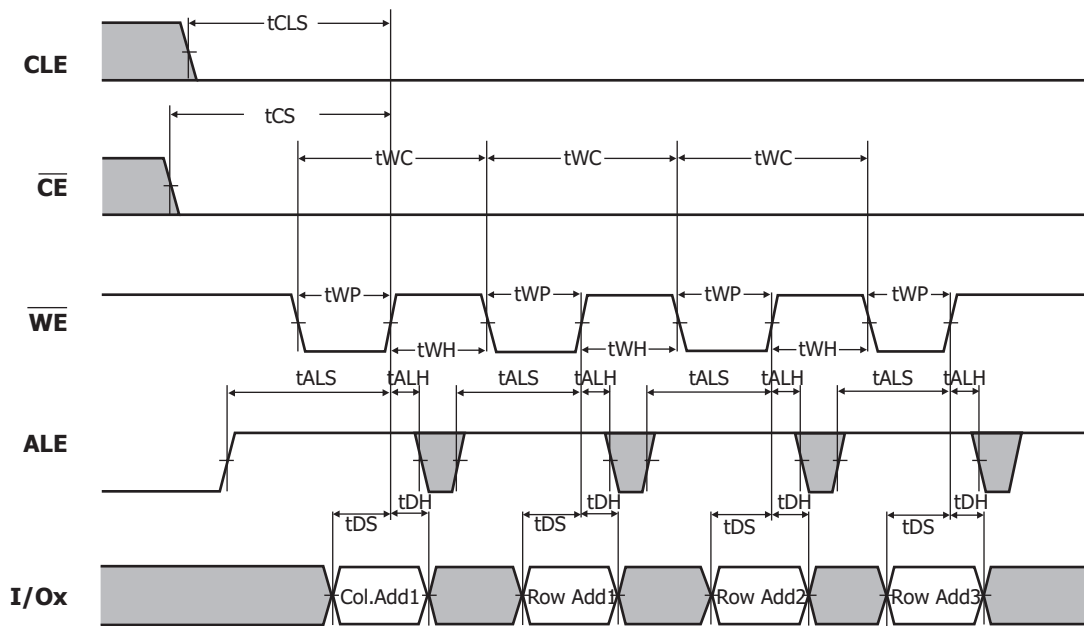 tCLS
CLE
tCS
tWC tWC tWC
CE
tWP tWP tWP tWP
WE
tWH tWH tWH
tALS tALH tALS tALH tALS tALH tALS tALH
ALE
tDH tDH tDH tDH
tDS tDS tDS tDS
I/Ox Col.Add1 Row Add1 Row Add2 Row Add3